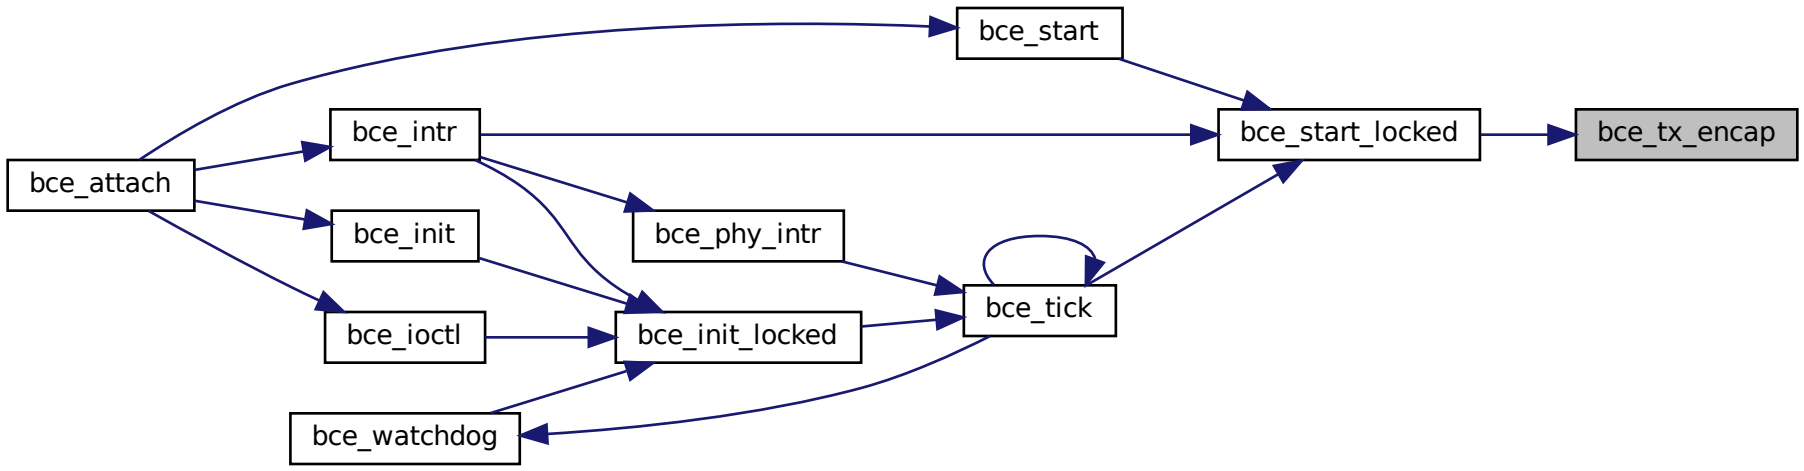 bce_start
bce_intr
bce_start_locked
bce_tx_encap
bce_attach
bce_init
bce_phy_intr
bce_tick
bce_ioctl
bce_init_locked
bce_watchdog